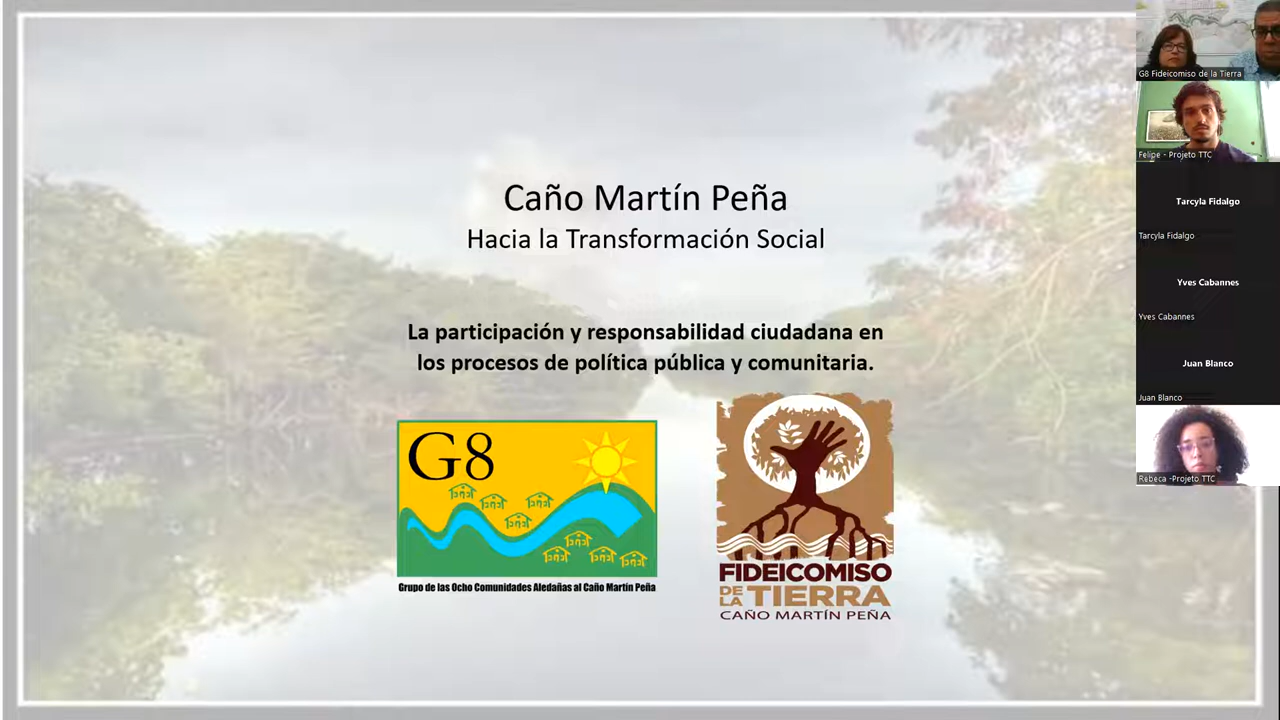 Caño Martín Peña
Hacia la Transformación Social
La participación y responsabilidad ciudadana en
los procesos de política pública y comunitaria.
G8
Grupo de las Ocho Comunidades Aledañas al Caño Martín Peña
FIDEICOMISO
DE LA TIERRA
CAÑO MARTÍN PEÑA
G8 Fideicomiso de la Tierra
Felipe - Projeto TTC
Tarcyla Fidalgo
Tarcyla Fidalgo
Yves Cabannes
Yves Cabannes
Juan Blanco
Juan Blanco
Rebeca -Projeto TTC